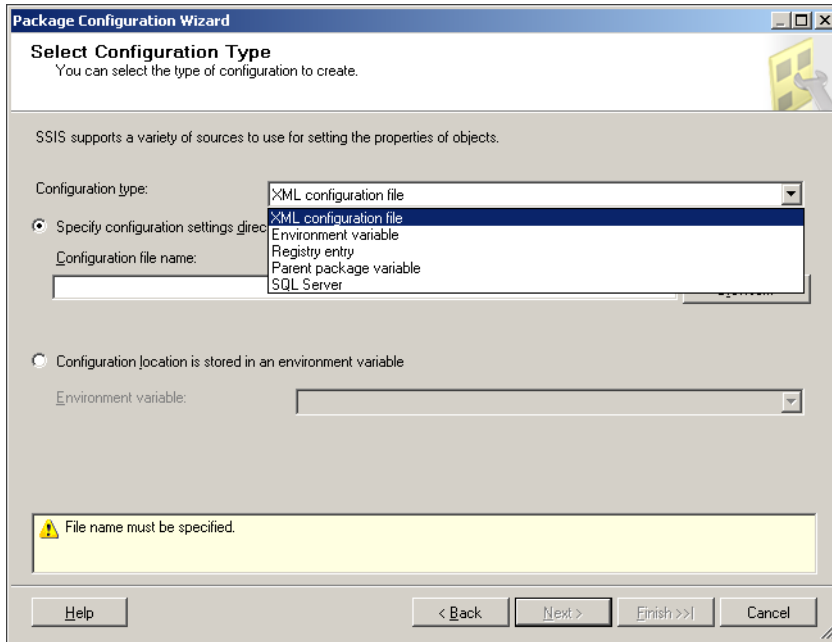 Package Configuration Wizard
Select Configuration Type
You can select the type of configuration to create.
SSIS supports a variety of sources to use for setting the properties of objects.
Configuration type:
XML configuration file
XML configuration file
Specify configuration settings
Environment variable
Registry entry
Configuration file name:
Parent package variable
SQL Server
Configuration location is stored in an environment variable
Environment variable:
File name must be specified.
Help
< Back
Next >
Finish >>|
Cancel